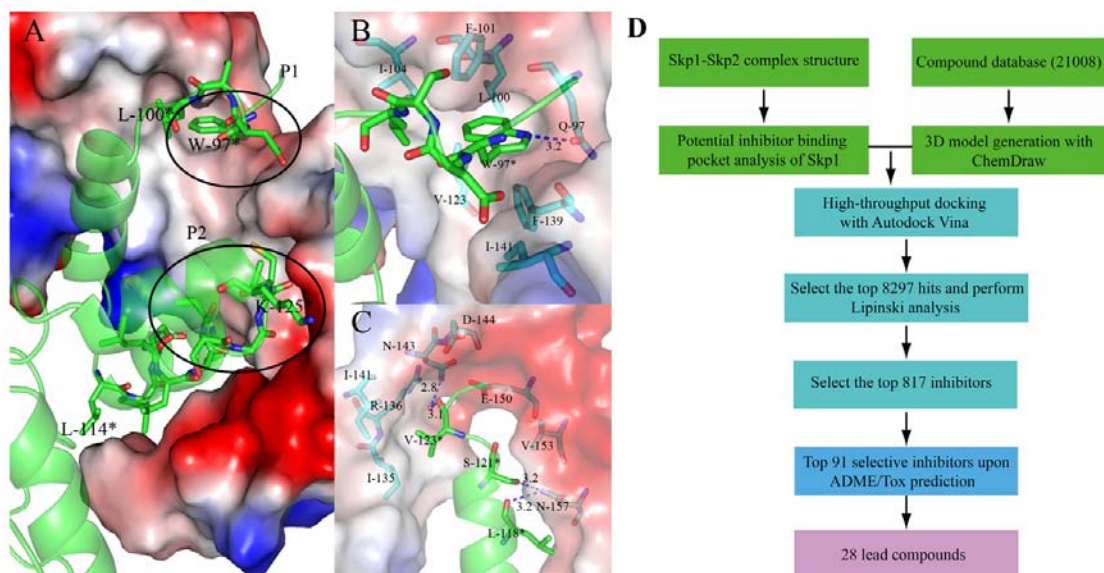 A
P1
L-100*
W-97*
P2
K-125
L-114*
B
F-101
I-104
L-100
Q-97
3.2
W-97*
V-123
F-139
I-141
C
D-144
N-143
I-141
2.8
E-150
R-136
3.1
V-123*
V-153
S-121*
I-135
3.2
N-157
3.2
L-118*
D
Skp1-Skp2 complex structure
Compound database (21008)
Potential inhibitor binding
pocket analysis of Skp1
3D model generation with
ChemDraw
High-throughput docking
with Autodock Vina
Select the top 8297 hits and perform
Lipinski analysis
Select the top 817 inhibitors
Top 91 selective inhibitors upon
ADME/Tox prediction
28 lead compounds